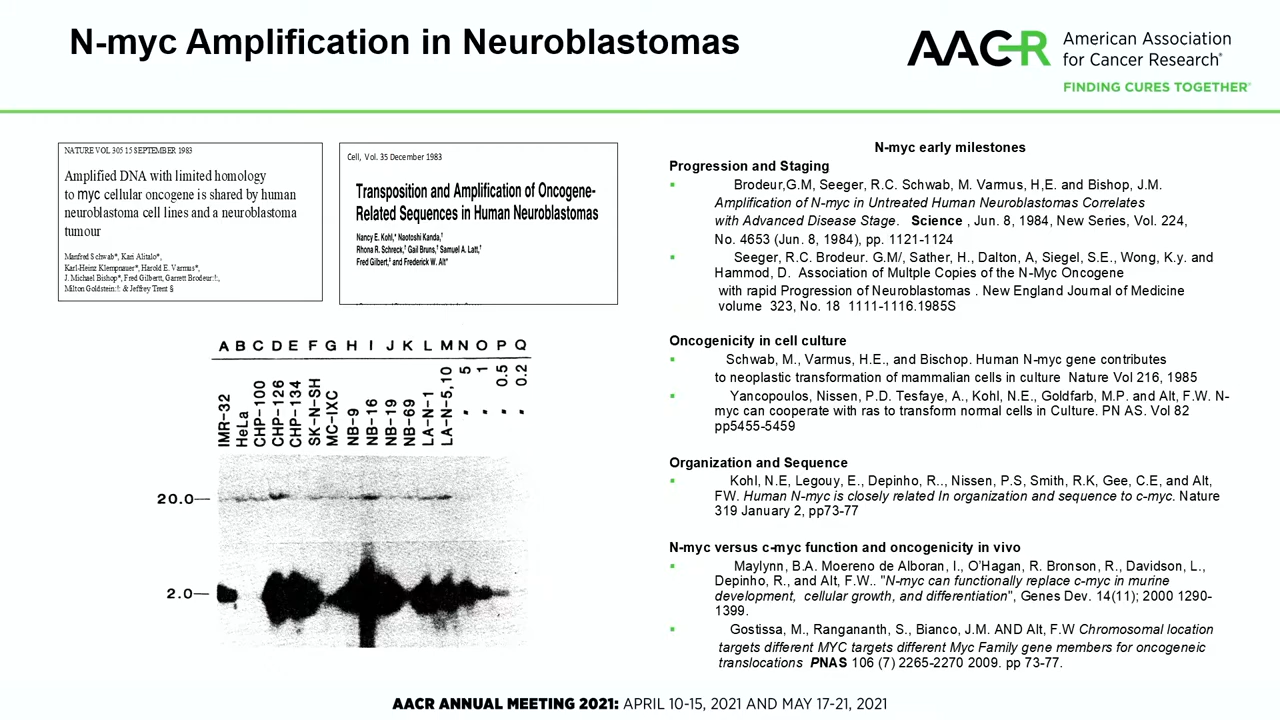 N-myc Amplification in Neuroblastomas
AACR American Association
for Cancer Research®
FINDING CURES TOGETHER®
NATURE VOL 305 15 SEPTEMBER 1983
Amplified DNA with limited homology
to myc cellular oncogene is shared by human
neuroblastoma cell lines and a neuroblastoma
tumour
Manfred Schwab*, Kari Alitalo*,
Karl-Heinz Klempnauer*, Harold E. Varmus*,
J. Michael Bishop*, Fred Gilbert†, Garrett Brodeur‡,
Milton Goldstein‡ & Jeffrey Trent §
Cell, Vol. 35 December 1983
Transposition and Amplification of Oncogene-
Related Sequences in Human Neuroblastomas
Nancy E. Kohl,* Naotoshi Kanda,†
Rhona R. Schreck,† Gail Bruns,† Samuel A. Latt,†
Fred Gilbert,‡ and Frederick W. Alt*
A B C D E F G H I J K L M N O P Q
IMR-32
HeLa
CHP-100
CHP-126
CHP-134
SK-N-SH
MC-IXC
NB-9
NB-16
NB-19
NB-69
LA-N-1
LA-N-5,10
" 5
" 1
" 0.5
" 0.2
20.0—
2.0—
N-myc early milestones
Progression and Staging
▪ Brodeur,G.M, Seeger, R.C. Schwab, M. Varmus, H,E. and Bishop, J.M.
Amplification of N-myc in Untreated Human Neuroblastomas Correlates
with Advanced Disease Stage. Science , Jun. 8, 1984, New Series, Vol. 224,
No. 4653 (Jun. 8, 1984), pp. 1121-1124
▪ Seeger, R.C. Brodeur. G.M/, Sather, H., Dalton, A, Siegel, S.E., Wong, K.y. and
Hammod, D. Association of Multple Copies of the N-Myc Oncogene
with rapid Progression of Neuroblastomas . New England Journal of Medicine
volume 323, No. 18 1111-1116.1985S
Oncogenicity in cell culture
▪ Schwab, M., Varmus, H.E., and Bischop. Human N-myc gene contributes
to neoplastic transformation of mammalian cells in culture Nature Vol 216, 1985
▪ Yancopoulos, Nissen, P.D. Tesfaye, A., Kohl, N.E., Goldfarb, M.P. and Alt, F.W. N-
myc can cooperate with ras to transform normal cells in Culture. PN AS. Vol 82
pp5455-5459
Organization and Sequence
▪ Kohl, N.E, Legouy, E., Depinho, R.., Nissen, P.S, Smith, R.K, Gee, C.E, and Alt,
FW. Human N-myc is closely related In organization and sequence to c-myc. Nature
319 January 2, pp73-77
N-myc versus c-myc function and oncogenicity in vivo
▪ Maylynn, B.A. Moereno de Alboran, I., O'Hagan, R. Bronson, R., Davidson, L.,
Depinho, R., and Alt, F.W.. "N-myc can functionally replace c-myc in murine
development, cellular growth, and differentiation", Genes Dev. 14(11); 2000 1290-
1399.
▪ Gostissa, M., Rangananth, S., Bianco, J.M. AND Alt, F.W Chromosomal location
targets different MYC targets different Myc Family gene members for oncogeneic
translocations PNAS 106 (7) 2265-2270 2009. pp 73-77.
AACR ANNUAL MEETING 2021: APRIL 10-15, 2021 AND MAY 17-21, 2021